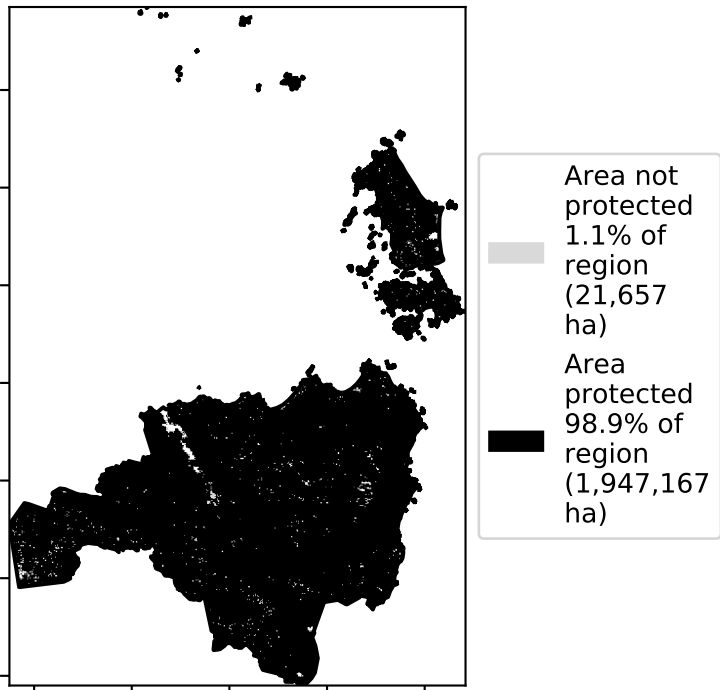 Area not
protected
1.1% of
region
(21,657
ha)
Area
protected
98.9% of
region
(1,947,167
ha)